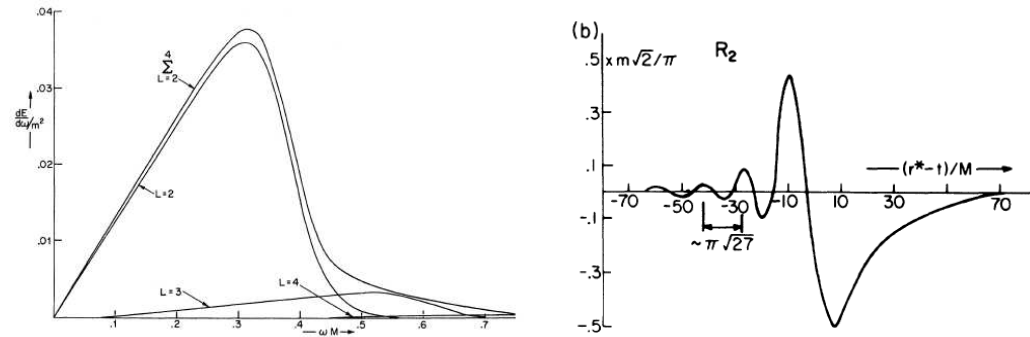 .04
.03
.02
.01
4
Σ
L=2
dE
dω/m²
L=2
L=3
L=4
.1
.2
.3
.4
.5
.6
.7
ωM
(b)
R₂
.5 x m√2/π
.3
.1
-.1
-.3
-.5
(r*-t)/M
-70
-50
-30
-10
10
30
50
70
~π√27